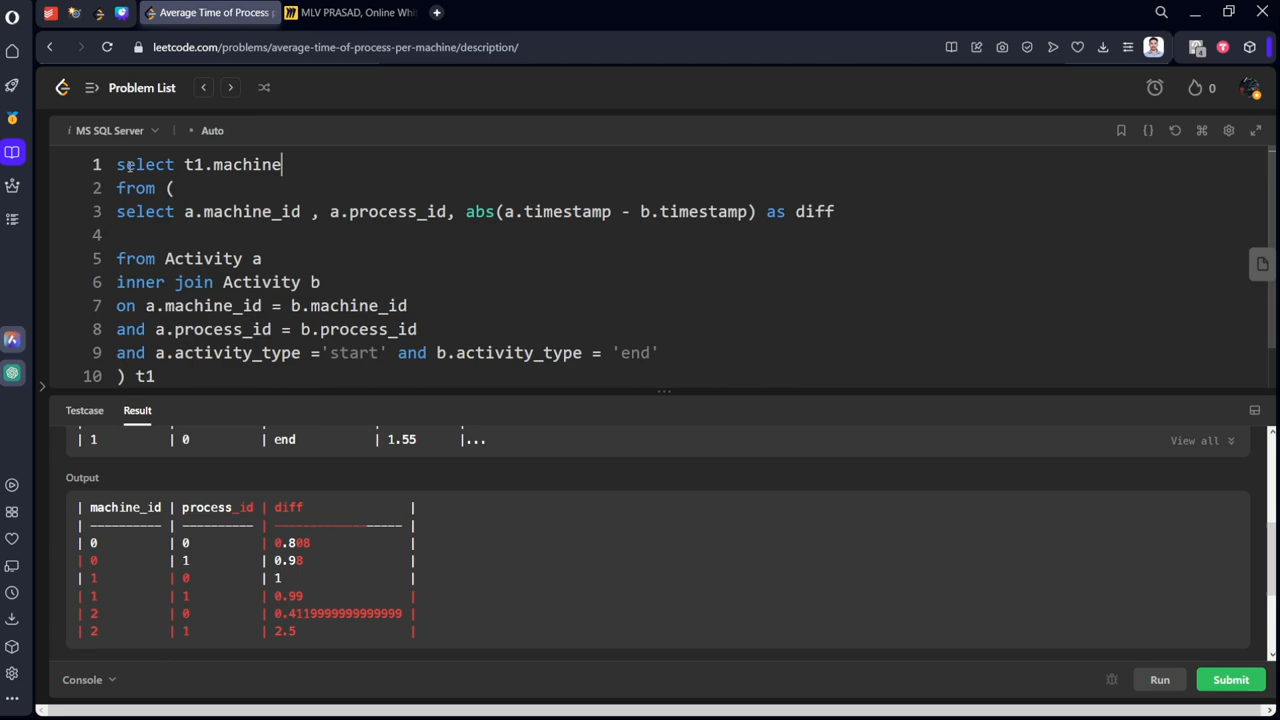 Average Time of Process p
MLV PRASAD, Online Whi
leetcode.com/problems/average-time-of-process-per-machine/description/
4
Problem List
0
i MS SQL Server
• Auto
1 select t1.machine
2 from (
3 select a.machine_id , a.process_id, abs(a.timestamp - b.timestamp) as diff
4
5 from Activity a
6 inner join Activity b
7 on a.machine_id = b.machine_id
8 and a.process_id = b.process_id
9 and a.activity_type ='start' and b.activity_type = 'end'
10 ) t1
Testcase Result
| 1 | 0 | end | 1.55 |...
View all
Output
| machine_id | process_id | diff |
| ---------- | ---------- | ------------------ |
| 0 | 0 | 0.808 |
| 0 | 1 | 0.98 |
| 1 | 0 | 1 |
| 1 | 1 | 0.99 |
| 2 | 0 | 0.4119999999999999 |
| 2 | 1 | 2.5 |
Console
Run
Submit